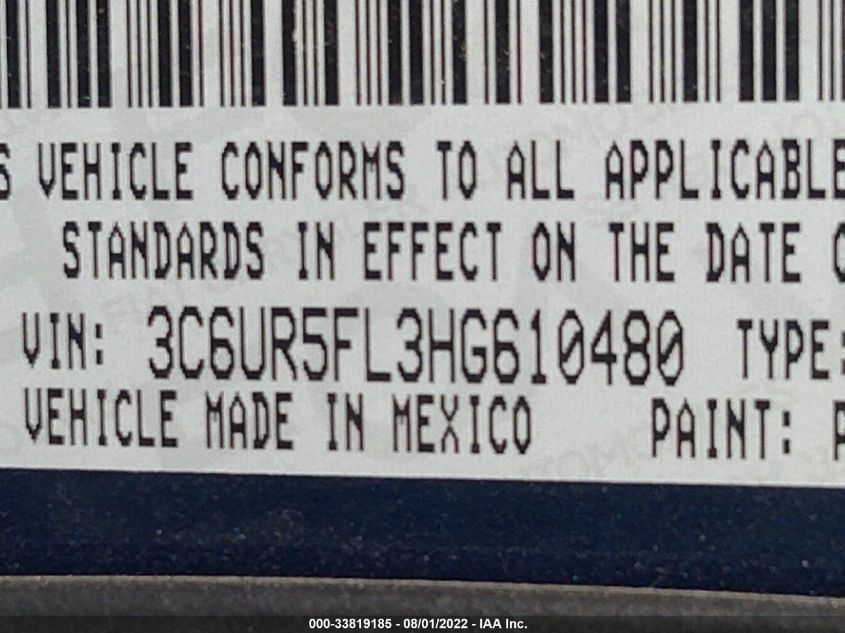 S VEHICLE CONFORMS TO ALL APPLICABLE
STANDARDS IN EFFECT ON THE DATE O
VIN: 3C6UR5FL3HG610480 TYPE:
VEHICLE MADE IN MEXICO PAINT: P
000-33819185 - 08/01/2022 - IAA Inc.